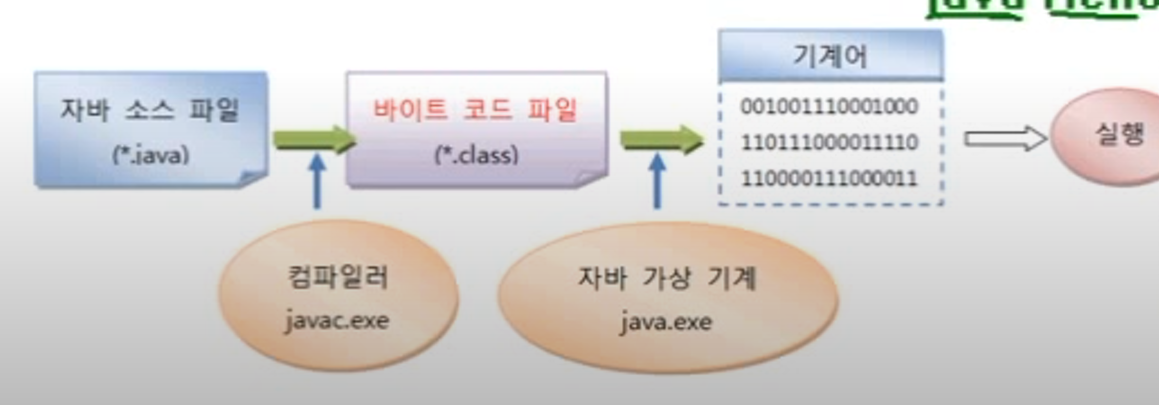 자바 소스 파일
(*.java)
바이트 코드 파일
(*.class)
기계어
001001110001000
110111000011110
110000111000011
실행
컴파일러
javac.exe
자바 가상 기계
java.exe